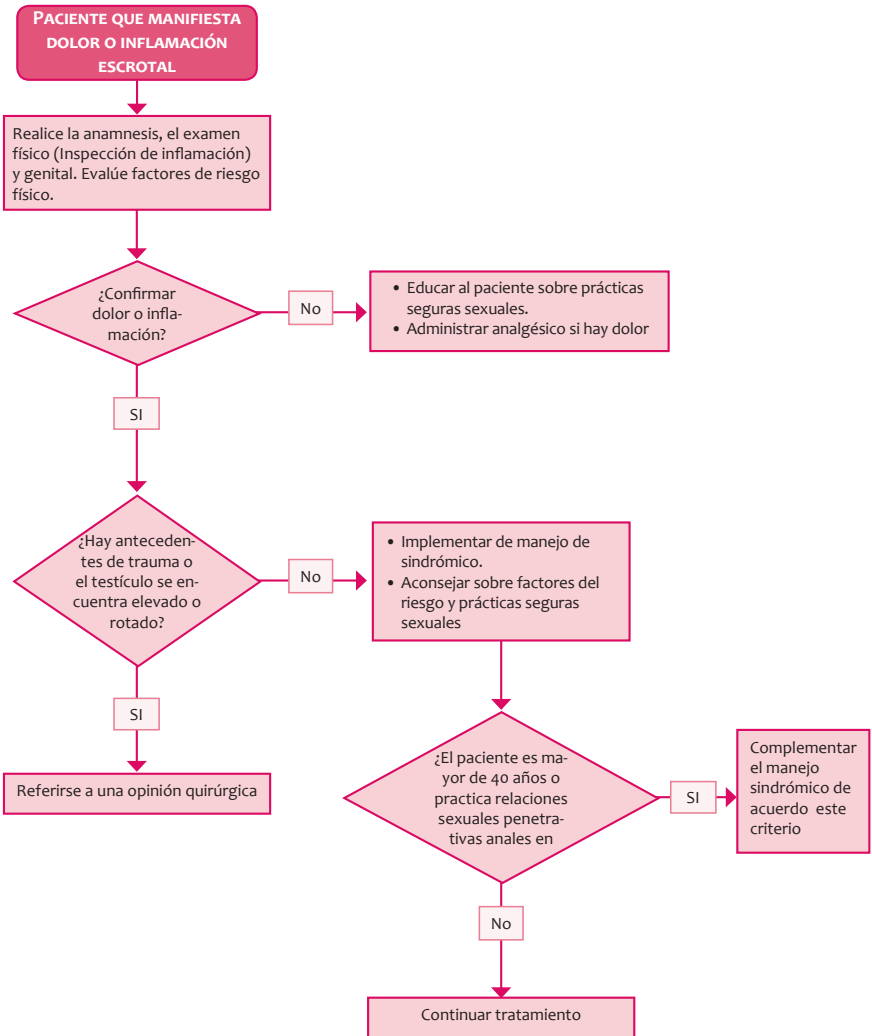 PACIENTE QUE MANIFIESTA
DOLOR O INFLAMACIÓN
ESCROTAL
Realice la anamnesis, el examen
físico (Inspección de inflamación)
y genital. Evalúe factores de riesgo
físico.
¿Confirmar
dolor o infla-
mación?
No
• Educar al paciente sobre prácticas
seguras sexuales.
• Administrar analgésico si hay dolor
SI
¿Hay anteceden-
tes de trauma o
el testículo se en-
cuentra elevado o
rotado?
No
• Implementar de manejo de
sindrómico.
• Aconsejar sobre factores del
riesgo y prácticas seguras
sexuales
SI
Referirse a una opinión quirúrgica
¿El paciente es ma-
yor de 40 años o
practica relaciones
sexuales penetra-
tivas anales en
SI
Complementar
el manejo
sindrómico de
acuerdo este
criterio
No
Continuar tratamiento